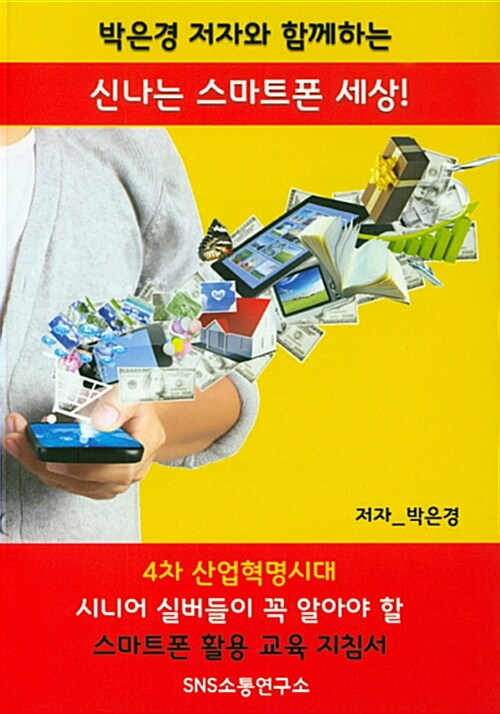 박은경 저자와 함께하는
신나는 스마트폰 세상!
저자_박은경
4차 산업혁명시대
시니어 실버들이 꼭 알아야 할
스마트폰 활용 교육 지침서
SNS소통연구소